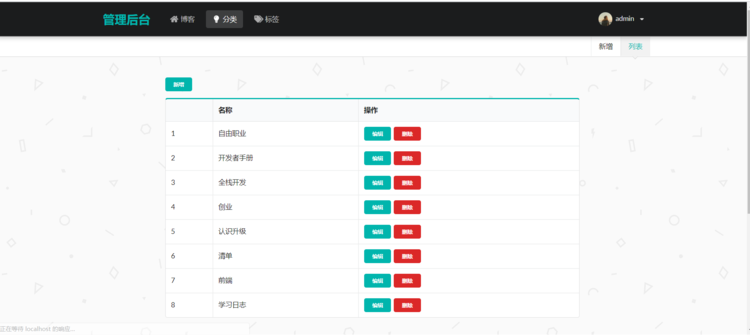 管理后台 博客 分类 标签 admin
新增 列表
新增
名称 操作
1 自由职业 编辑 删除
2 开发者手册 编辑 删除
3 全栈开发 编辑 删除
4 创业 编辑 删除
5 认识升级 编辑 删除
6 清单 编辑 删除
7 前端 编辑 删除
8 学习日志 编辑 删除
正在等待 localhost 的响应...